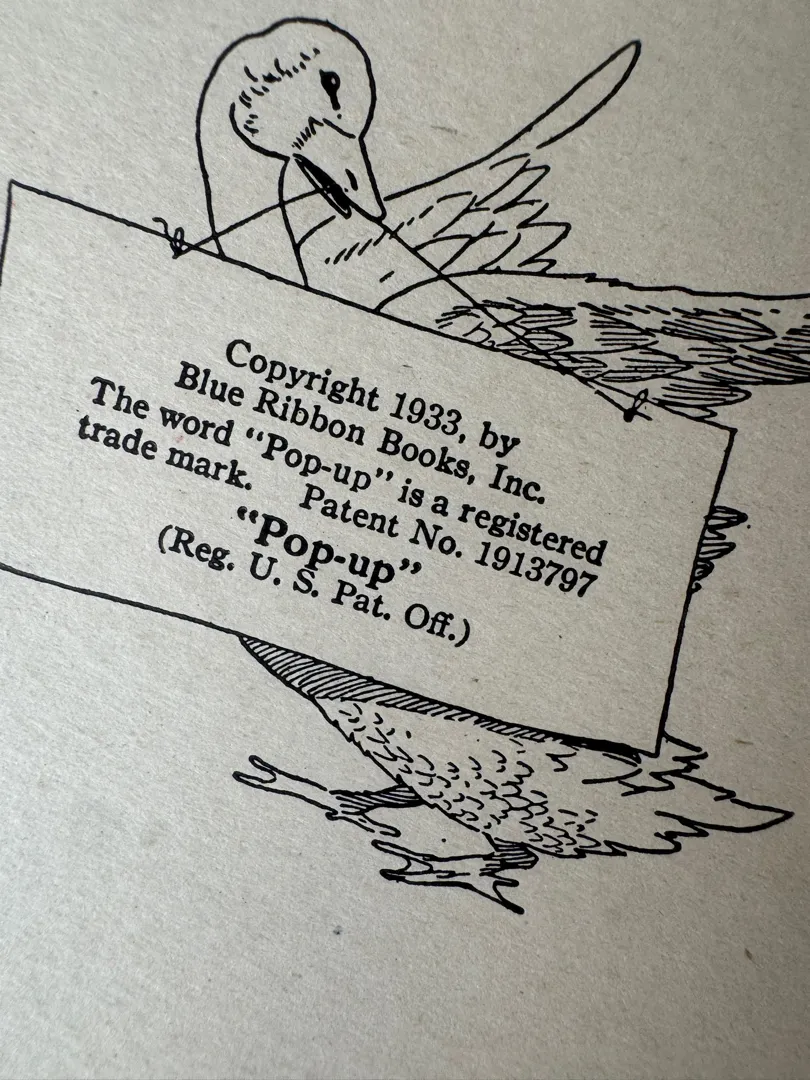 Copyright 1933, by
Blue Ribbon Books, Inc.
The word “Pop-up” is a registered
trade mark. Patent No. 1913797
“Pop-up”
(Reg. U. S. Pat. Off.)